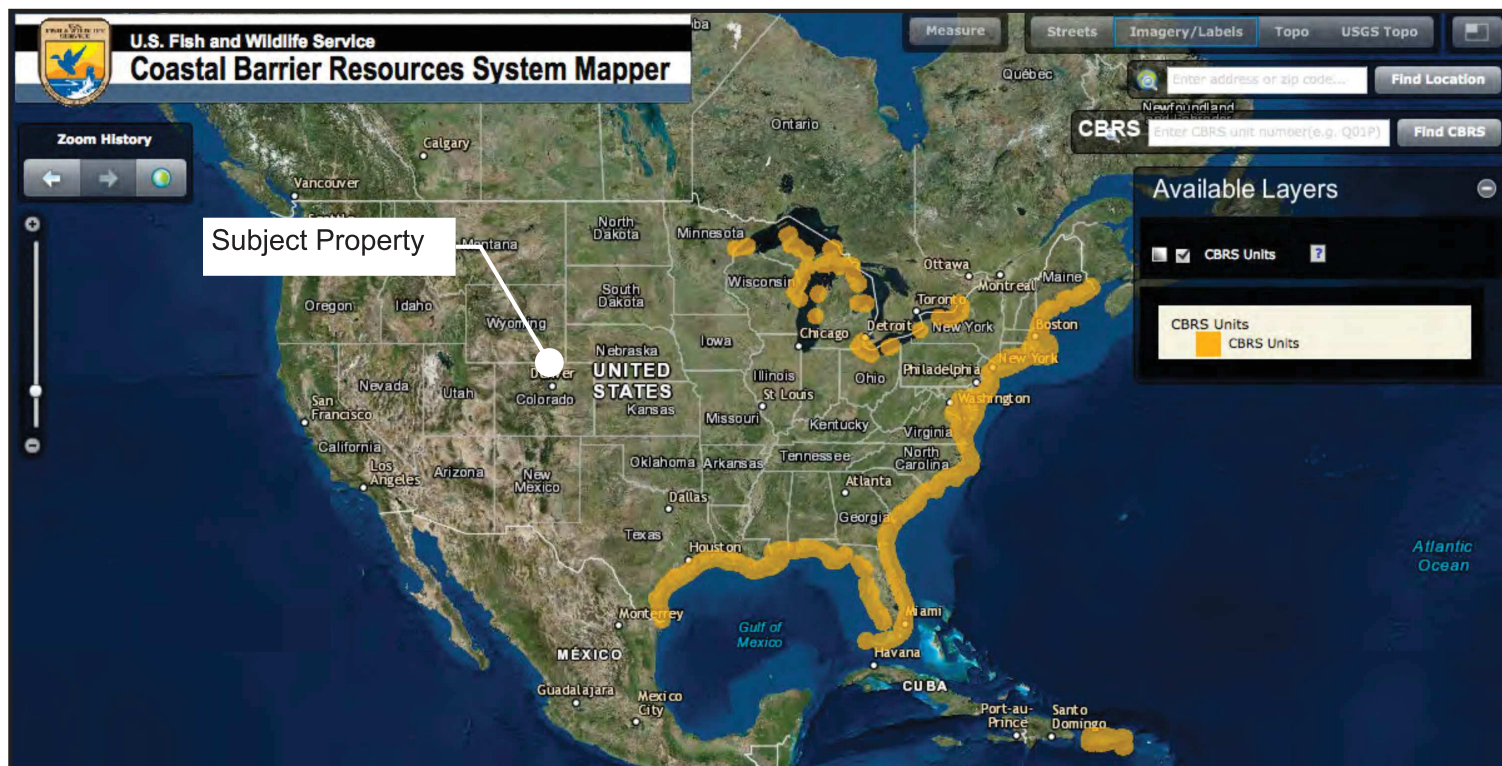 U.S. Fish and Wildlife Service
Coastal Barrier Resources System Mapper
Measure
Streets
Imagery/Labels
Topo
USGS Topo
Enter address or zip code...
Find Location
CBRS
Enter CBRS unit number(e.g. Q01P)
Find CBRS
Zoom History
Available Layers
CBRS Units
?
CBRS Units
CBRS Units
Subject Property
Québec
Newfoundland
Ontario
Calgary
Vancouver
Montana
North
Dakota
Minnesota
Ottawa
Montreal
Maine
Oregon
Idaho
South
Dakota
Wisconsin
Toronto
Wyoming
Chicago
Detroit
New York
Boston
Iowa
Nebraska
UNITED
STATES
Denver
Colorado
Nevada
Utah
Kansas
Illinois
St Louis
Ohio
Philadelphia
New York
Washington
San
Francisco
Missouri
Kentucky
Virginia
California
Los
Angeles
Arizona
New
Mexico
Oklahoma
Arkansas
Tennessee
North
Carolina
Atlanta
Dallas
Georgia
Texas
Houston
Atlantic
Ocean
Monterrey
Gulf of
Mexico
Miami
MÉXICO
Havana
CUBA
Guadalajara
Mexico
City
Port-au-
Prince
Santo
Domingo